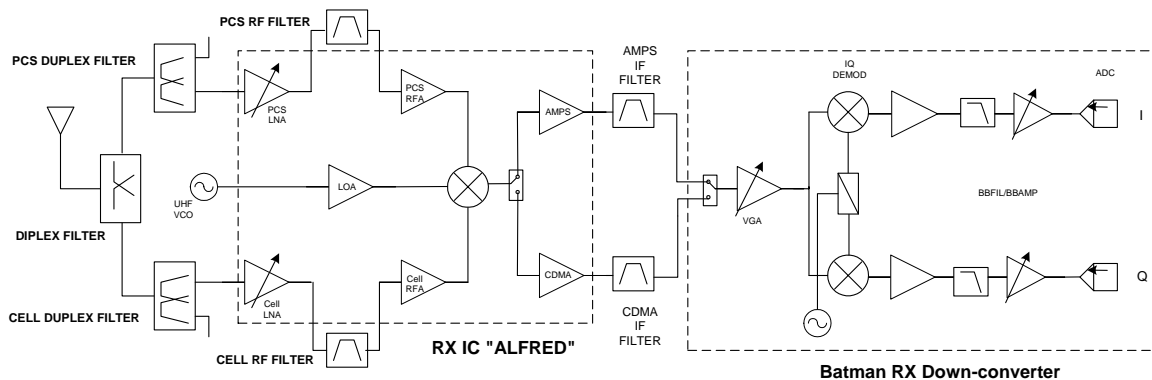 PCS RF FILTER
PCS DUPLEX FILTER
PCS
LNA
PCS
RFA
AMPS
AMPS
IF
FILTER
IQ
DEMOD
ADC
I
LOA
UHF
VCO
VGA
BBFIL/BBAMP
DIPLEX FILTER
CDMA
Cell
RFA
Cell
LNA
Q
CELL DUPLEX FILTER
CDMA
IF
FILTER
CELL RF FILTER
RX IC "ALFRED"
Batman RX Down-converter